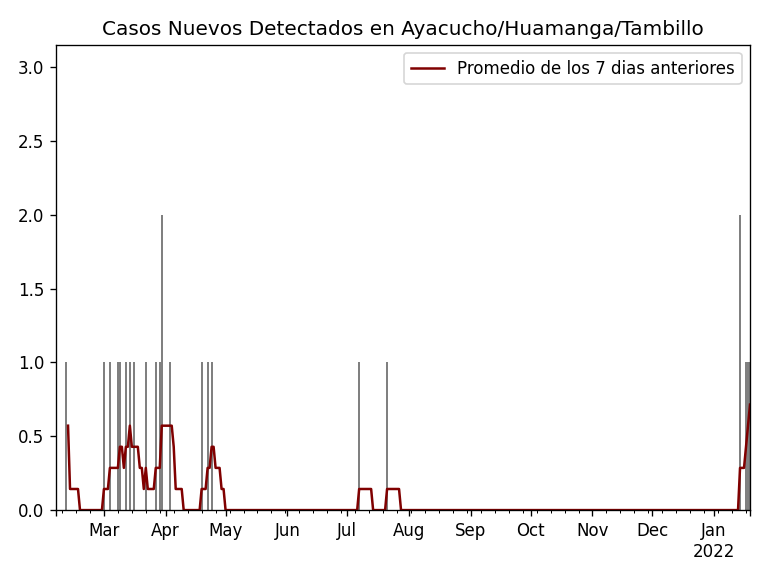 Casos Nuevos Detectados en Ayacucho/Huamanga/Tambillo
Promedio de los 7 dias anteriores
3.0
2.5
2.0
1.5
1.0
0.5
0.0
Mar Apr May Jun Jul Aug Sep Oct Nov Dec Jan
2022